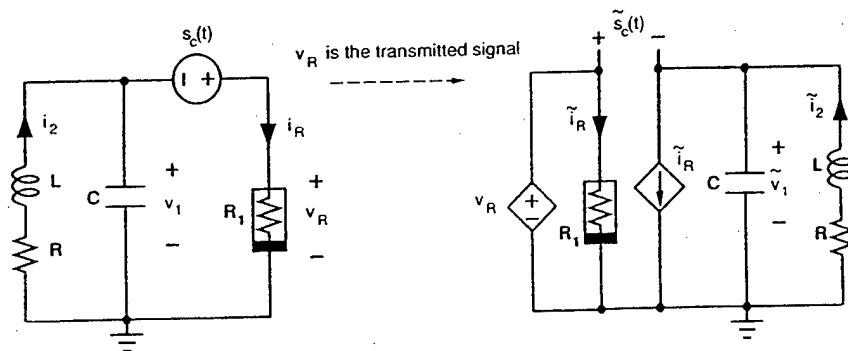 s_c(t)
v_R is the transmitted signal
+ s̃_c(t) −
i_2
L
R
C
+
v_1
−
− +
i_R
R_1
+
v_R
−
v_R
+
−
ĩ_R
R_1
ĩ_R
C
+
ṽ_1
−
ĩ_2
L
R